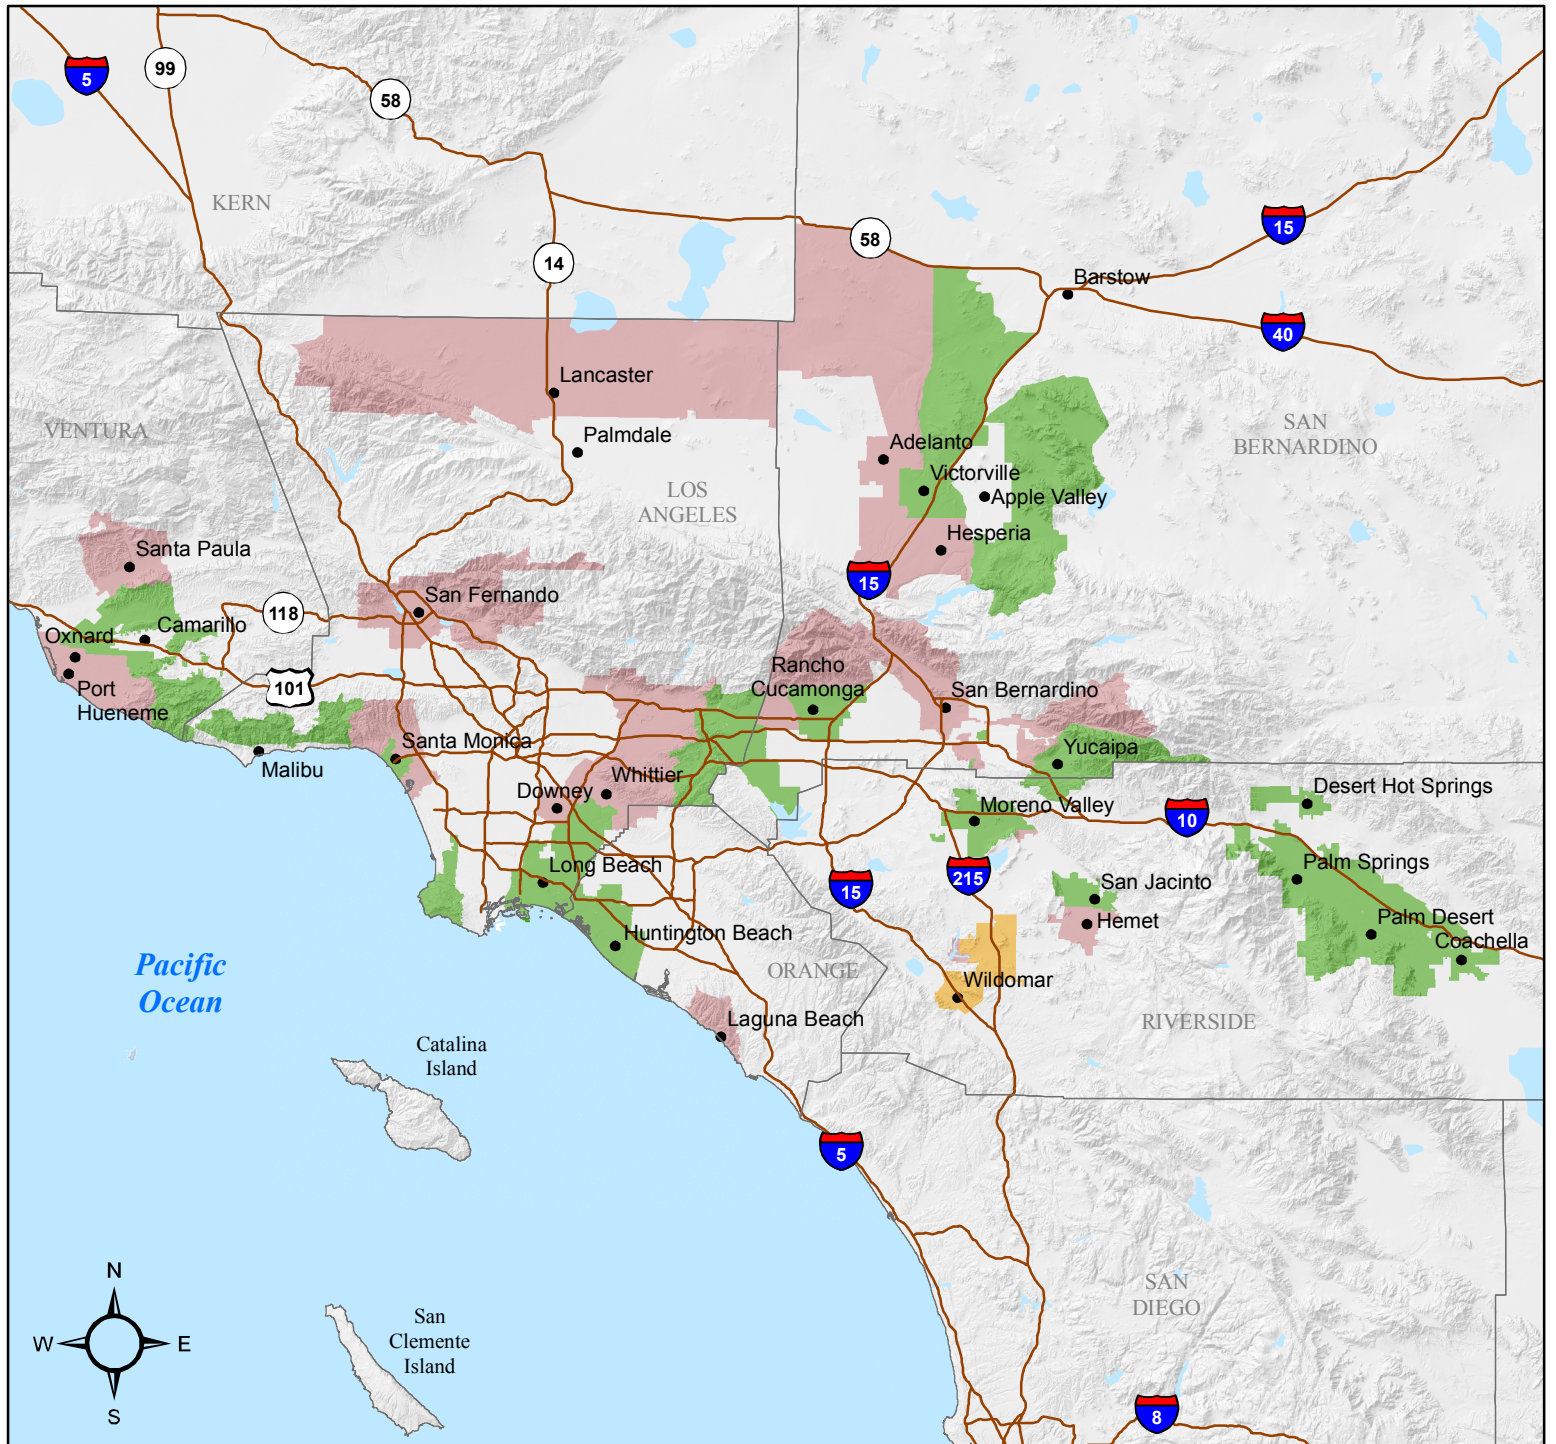 5
99
58
KERN
58
15
14
Barstow
40
Lancaster
VENTURA
Palmdale
SAN
BERNARDINO
Adelanto
Victorville
Apple Valley
LOS
ANGELES
Hesperia
Santa Paula
15
San Fernando
118
Camarillo
Oxnard
Port
Hueneme
101
Rancho
Cucamonga
San Bernardino
Santa Monica
Malibu
Yucaipa
Whittier
Downey
Desert Hot Springs
Moreno Valley
10
Long Beach
15
215
Palm Springs
San Jacinto
Hemet
Palm Desert
Coachella
Huntington Beach
Pacific
Ocean
ORANGE
Wildomar
Laguna Beach
RIVERSIDE
Catalina
Island
5
N
W
E
S
San
Clemente
Island
SAN
DIEGO
8